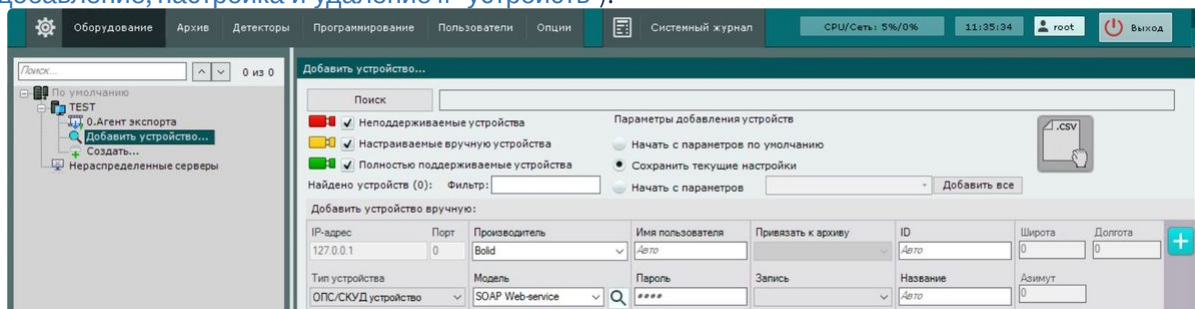 добавление, настройка и удаление IP-устройств").
Оборудование Архив Детекторы Программирование Пользователи Опции Системный журнал CPU/Сеть: 5%/0% 11:35:34 root Выход
Поиск... 0 из 0
По умолчанию
TEST
0.Агент экспорта
Добавить устройство...
Создать...
Нераспределенные серверы
Добавить устройство...
Поиск
Неподдерживаемые устройства
Настраиваемые вручную устройства
Полностью поддерживаемые устройства
Найдено устройств (0): Фильтр:
Параметры добавления устройств
Начать с параметров по умолчанию
Сохранить текущие настройки
Начать с параметров Добавить все
.CSV
Добавить устройство вручную:
IP-адрес Порт Производитель Имя пользователя Привязать к архиву ID Широта Долгота
127.0.0.1 0 Bolid Авто Авто 0 0
Тип устройства Модель Пароль Запись Название Азимут
ОПС/СКУД устройство SOAP Web-service **** Авто 0